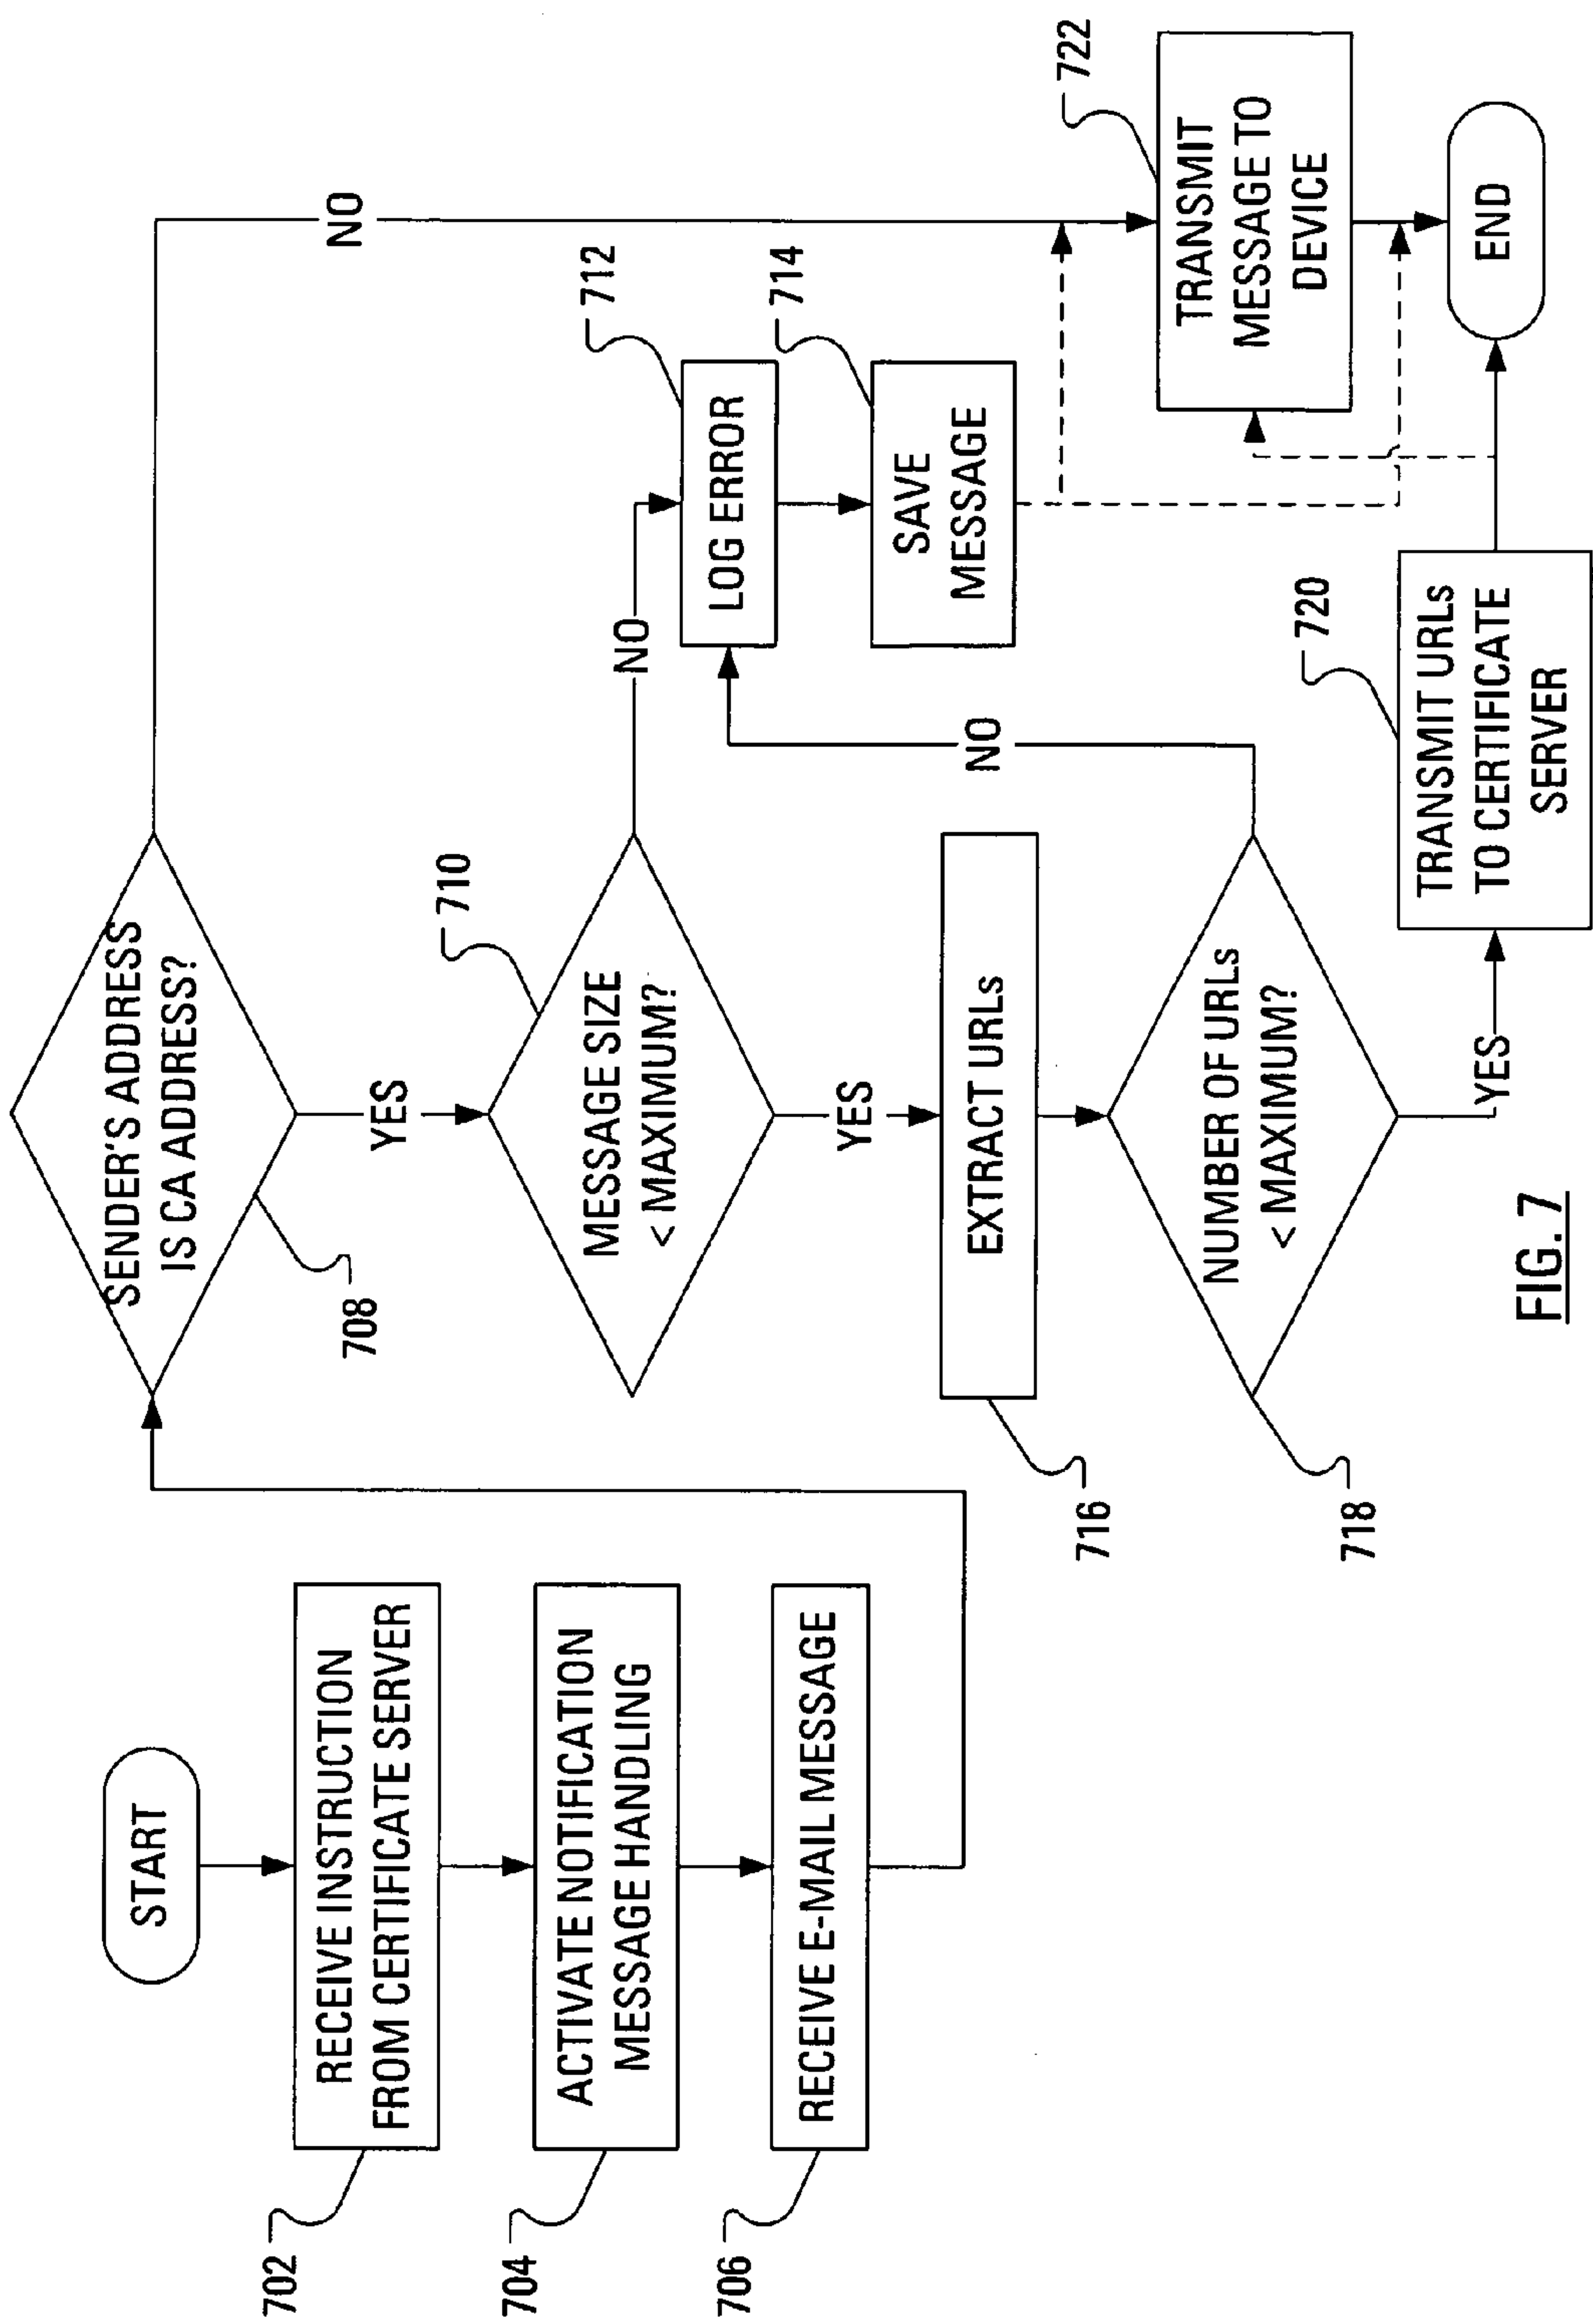 START
702
RECEIVE INSTRUCTION
FROM CERTIFICATE SERVER
704
ACTIVATE NOTIFICATION
MESSAGE HANDLING
706
RECEIVE E-MAIL MESSAGE
SENDER'S ADDRESS
IS CA ADDRESS?
708
NO
YES
710
MESSAGE SIZE
< MAXIMUM?
NO
712
LOG ERROR
714
SAVE
MESSAGE
YES
716
EXTRACT URLs
718
NUMBER OF URLs
< MAXIMUM?
NO
YES
720
TRANSMIT URLs
TO CERTIFICATE
SERVER
722
TRANSMIT
MESSAGE TO
DEVICE
END
FIG. 7